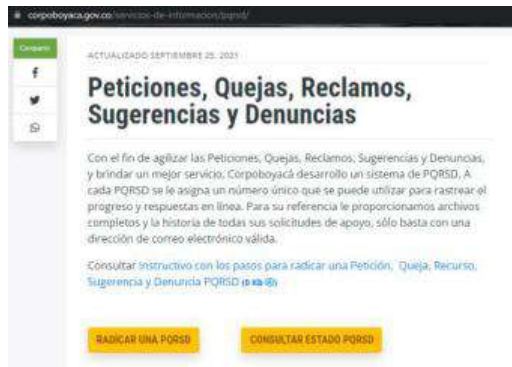 corpoboyaca.gov.co/servicios-de-informacion/pqrsd/
Compartir
ACTUALIZADO SEPTIEMBRE 25, 2021
Peticiones, Quejas, Reclamos,
Sugerencias y Denuncias
Con el fin de agilizar las Peticiones, Quejas, Reclamos, Sugerencias y Denuncias,
y brindar un mejor servicio, Corpoboyacá desarrollo un sistema de PQRSD. A
cada PQRSD se le asigna un número único que se puede utilizar para rastrear el
progreso y respuestas en línea. Para su referencia le proporcionamos archivos
completos y la historia de todas sus solicitudes de apoyo, sólo basta con una
dirección de correo electrónico válida.
Consultar Instructivo con los pasos para radicar una Petición, Queja, Recurso,
Sugerencia y Denuncia PQRSD (0 KB)
RADICAR UNA PQRSD
CONSULTAR ESTADO PQRSD